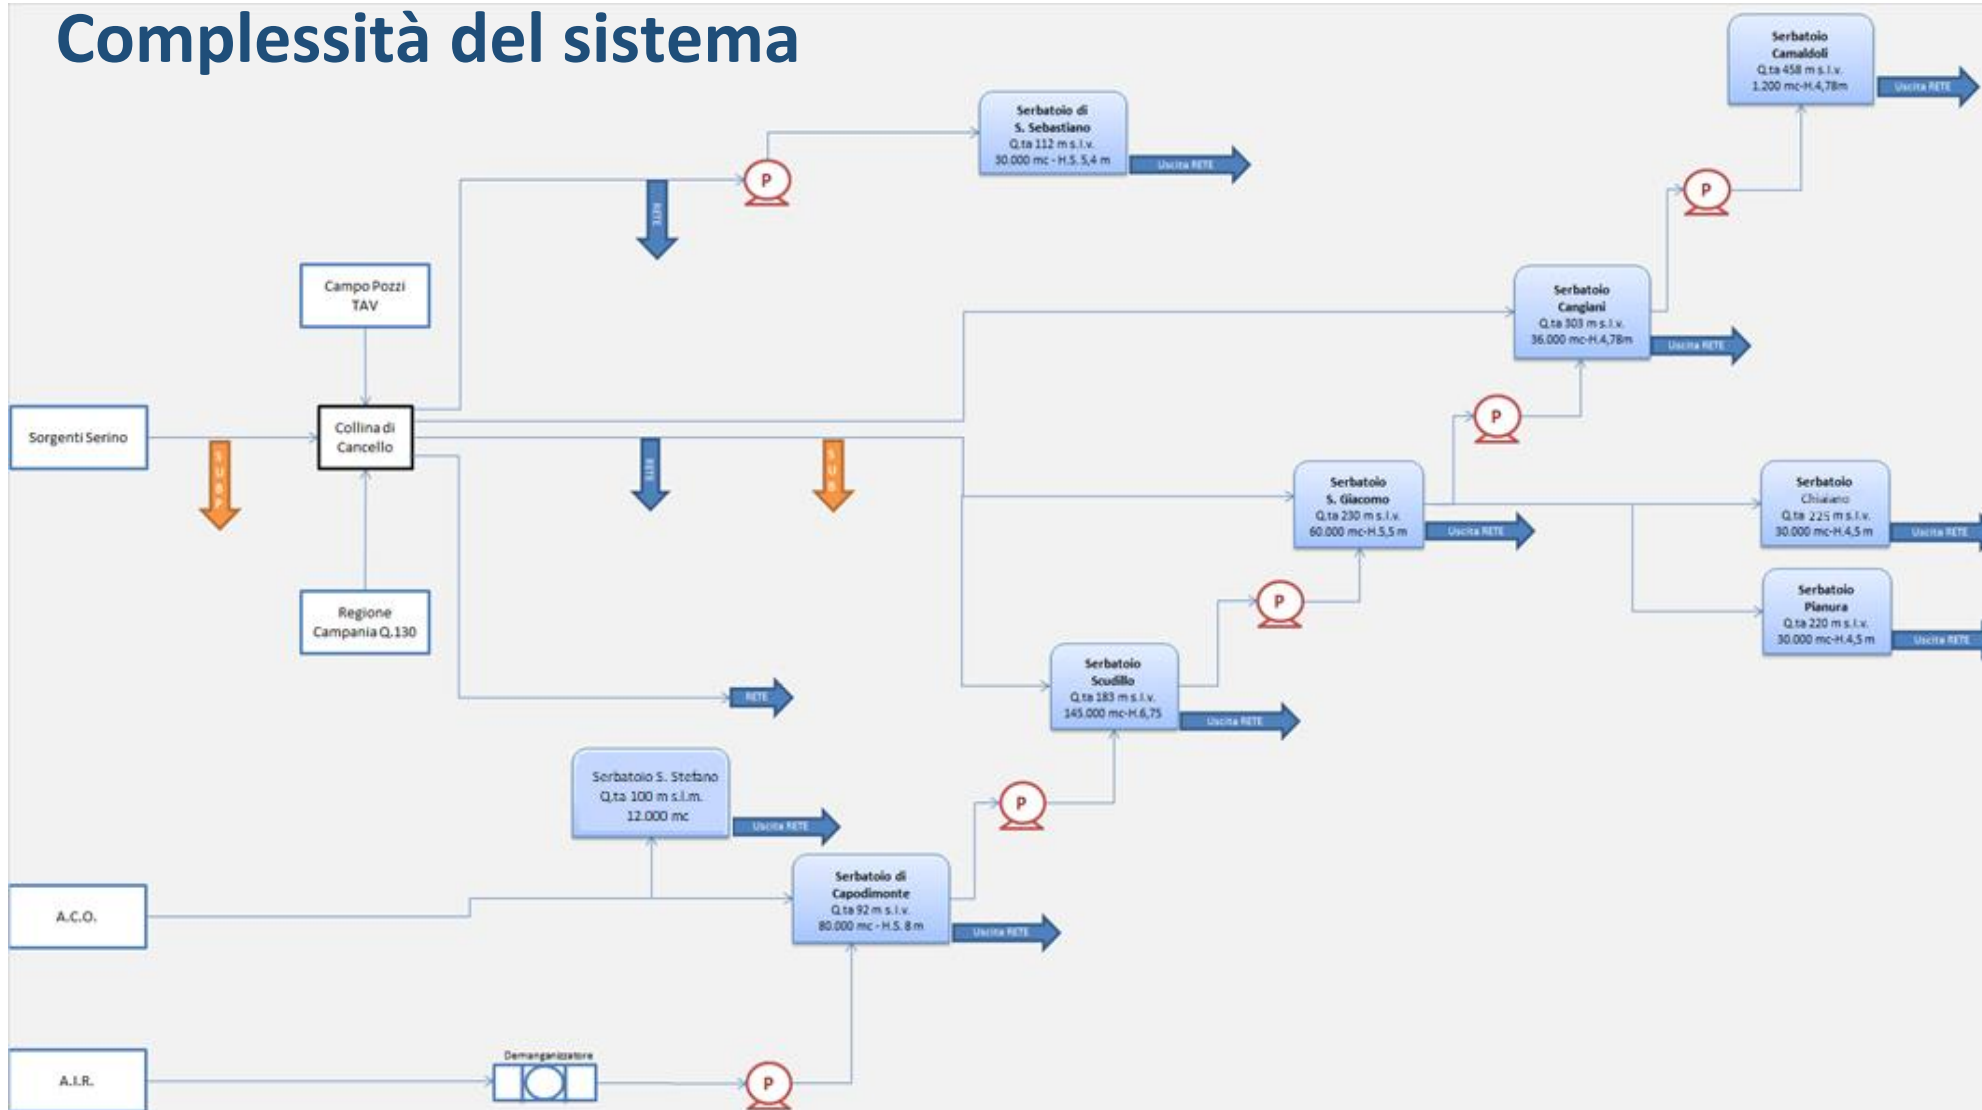 Complessità del sistema
Serbatoio
Camaldoli
Q.ta 458 m s.l.v.
1.200 mc-H.4,78m
Uscita RETE
Serbatoio di
S. Sebastiano
Q.ta 112 m s.l.v.
30.000 mc - H.S. 5,4 m
Uscita RETE
P
RETE
P
Campo Pozzi
TAV
Serbatoio
Cangiani
Q.ta 303 m s.l.v.
36.000 mc-H.4,78m
Uscita RETE
Sorgenti Serino
Collina di
Cancello
RETE
SUB
P
Serbatoio
S. Giacomo
Q.ta 230 m s.l.v.
60.000 mc-H.5,5 m
Uscita RETE
Serbatoio
Chiaiano
Q.ta 225 m s.l.v.
30.000 mc-H.4,5 m
Uscita RETE
Regione
Campania Q.130
P
Serbatoio
Pianura
Q.ta 220 m s.l.v.
30.000 mc-H.4,5 m
Uscita RETE
RETE
Serbatoio
Scudillo
Q.ta 183 m s.l.v.
145.000 mc-H.6,75
Uscita RETE
Serbatoio S. Stefano
Q.ta 100 m s.l.m.
12.000 mc
Uscita RETE
P
A.C.O.
Serbatoio di
Capodimonte
Q.ta 92 m s.l.v.
80.000 mc - H.S. 8 m
Uscita RETE
A.I.R.
Demanganizzatore
P